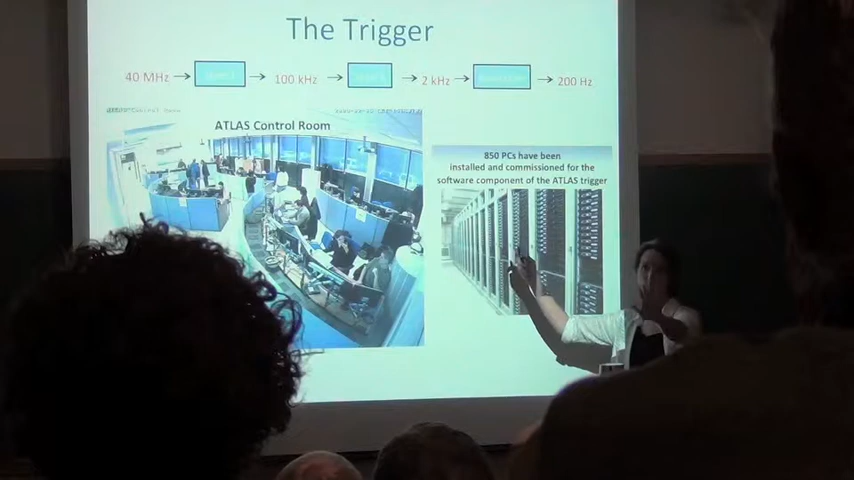 The Trigger
40 MHz → → 100 kHz → → 2 kHz → → 200 Hz
ATLAS Control Room
850 PCs have been
installed and commissioned for the
software component of the ATLAS trigger